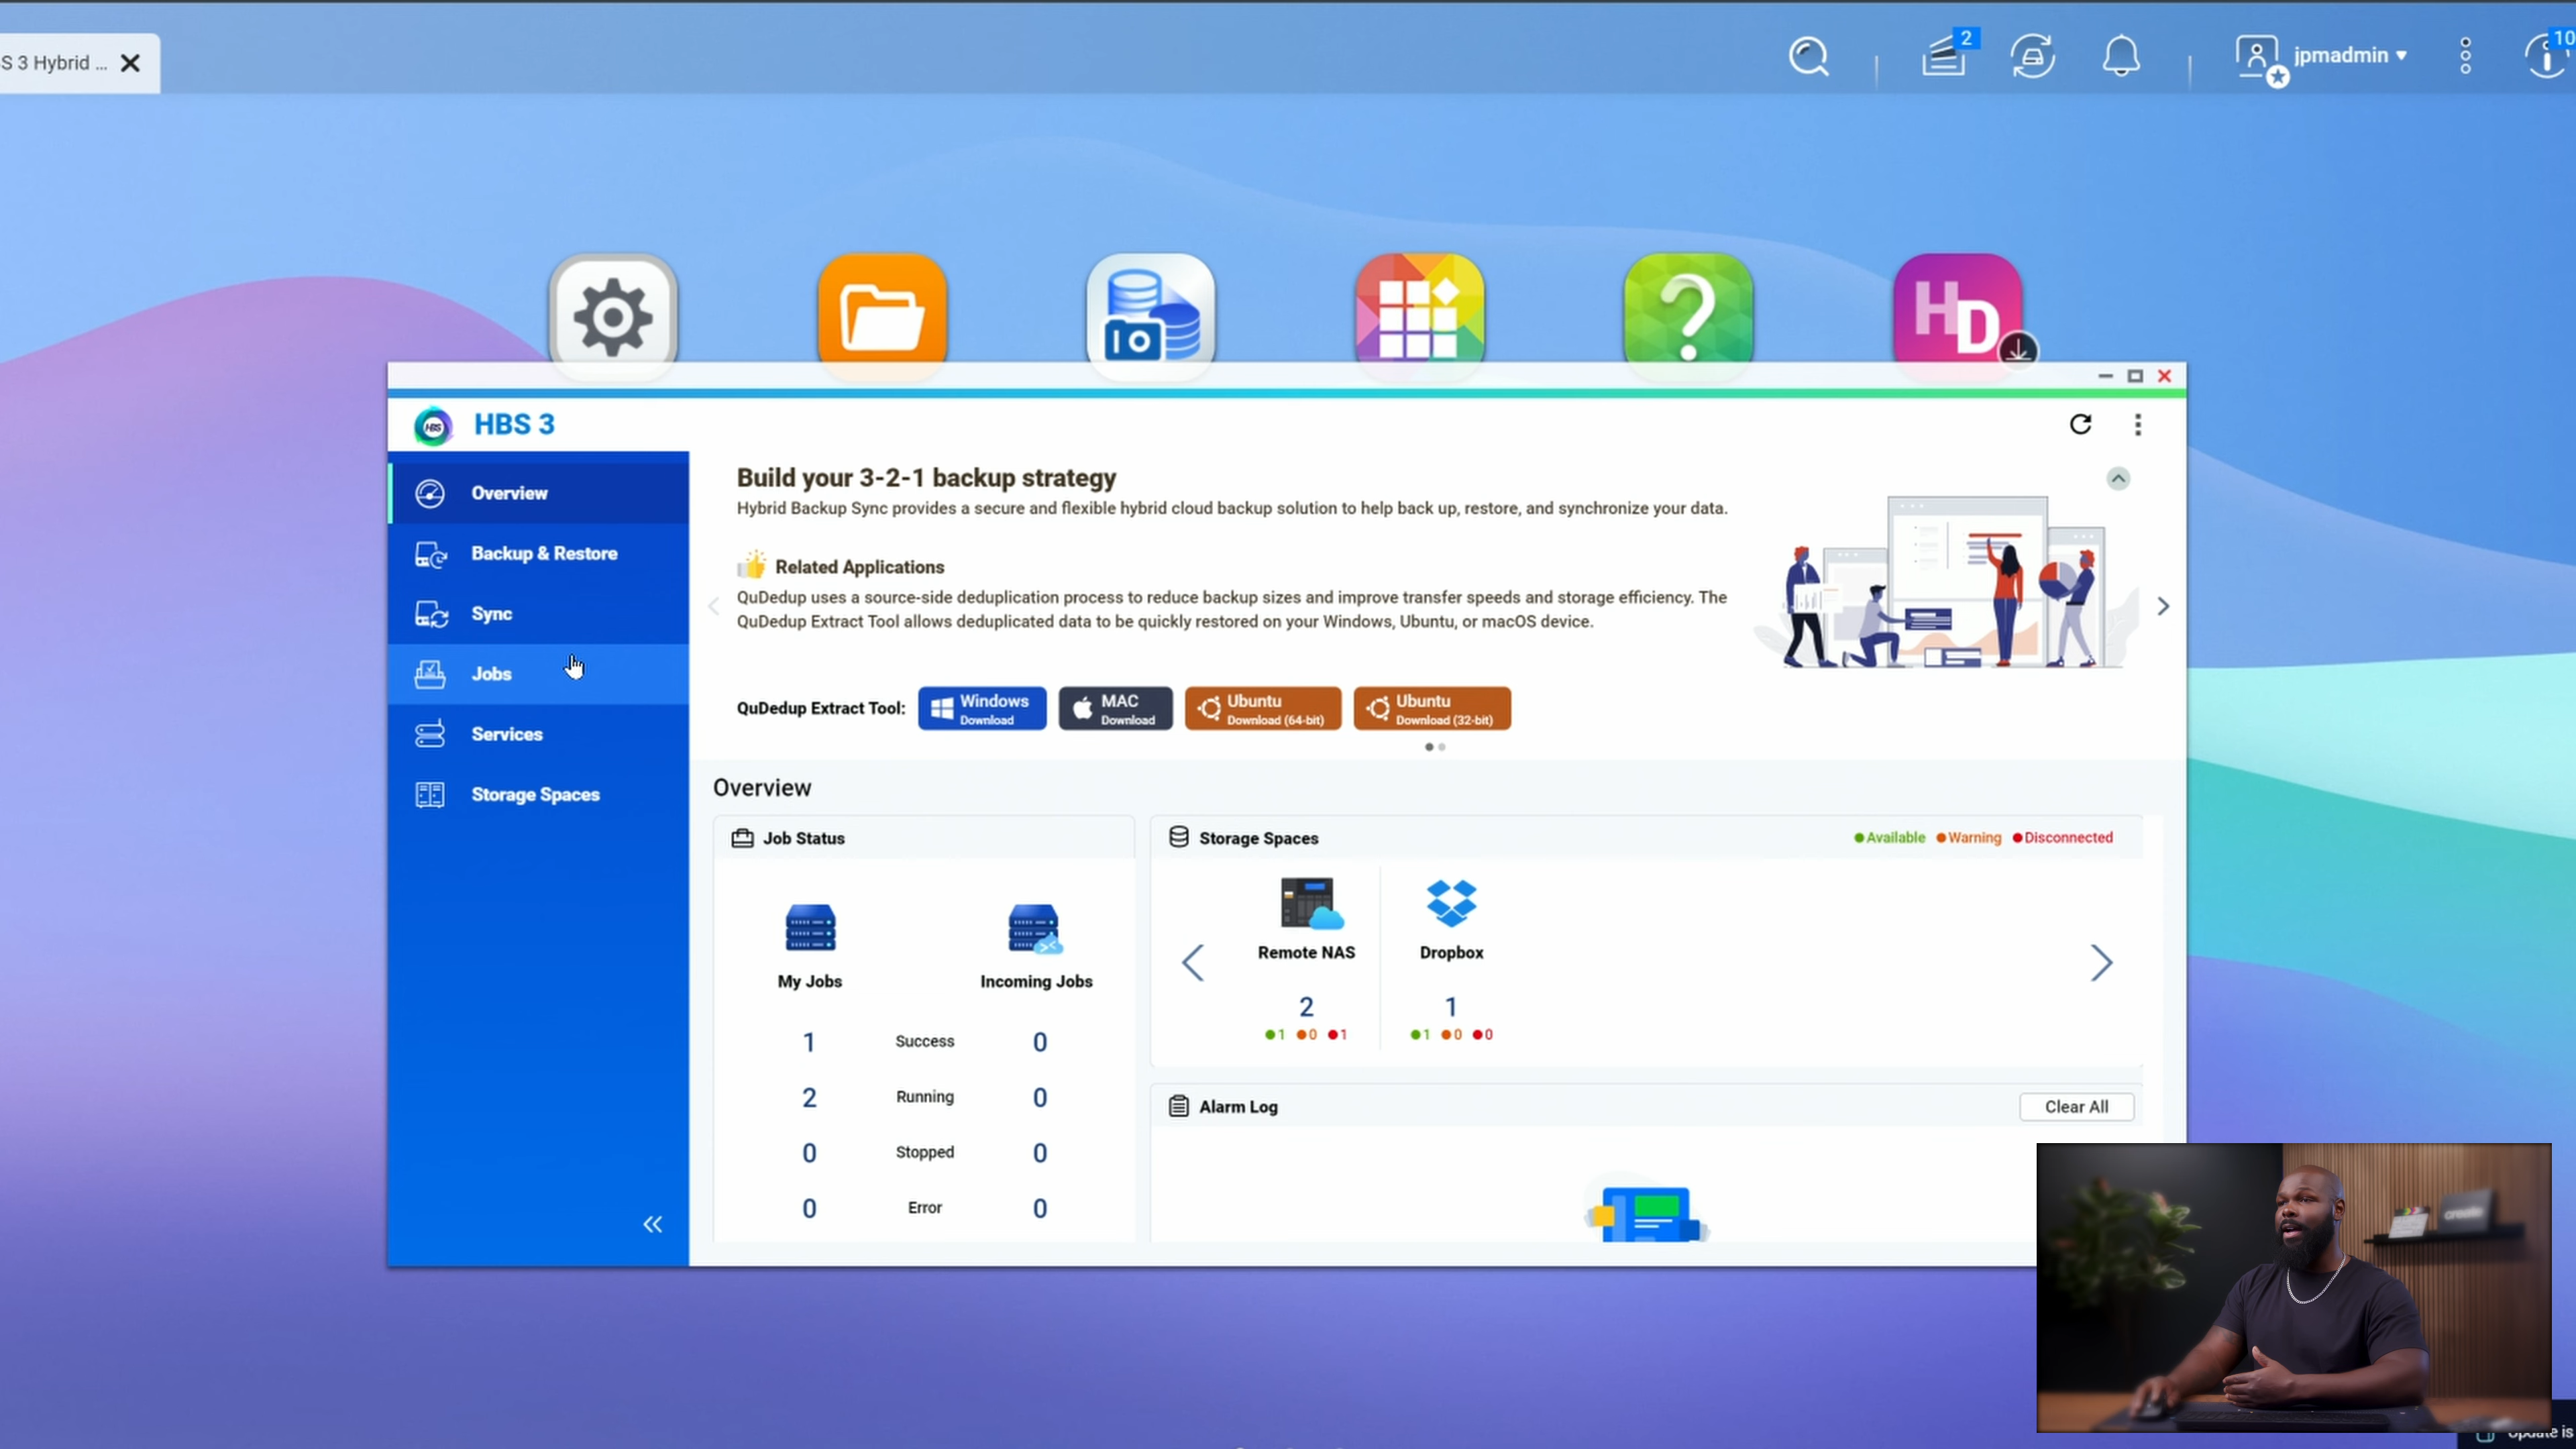 S 3 Hybrid ...
2
jpmadmin
10
HD
HBS
HBS 3
Overview
Backup & Restore
Sync
Jobs
Services
Storage Spaces
Build your 3-2-1 backup strategy
Hybrid Backup Sync provides a secure and flexible hybrid cloud backup solution to help back up, restore, and synchronize your data.
Related Applications
QuDedup uses a source-side deduplication process to reduce backup sizes and improve transfer speeds and storage efficiency. The
QuDedup Extract Tool allows deduplicated data to be quickly restored on your Windows, Ubuntu, or macOS device.
QuDedup Extract Tool:
Windows
Download
MAC
Download
Ubuntu
Download (64-bit)
Ubuntu
Download (32-bit)
Overview
Job Status
My Jobs
Incoming Jobs
1 Success 0
2 Running 0
0 Stopped 0
0 Error 0
Storage Spaces
Available Warning Disconnected
Remote NAS
2
1 0 1
Dropbox
1
1 0 0
Alarm Log
Clear All
create